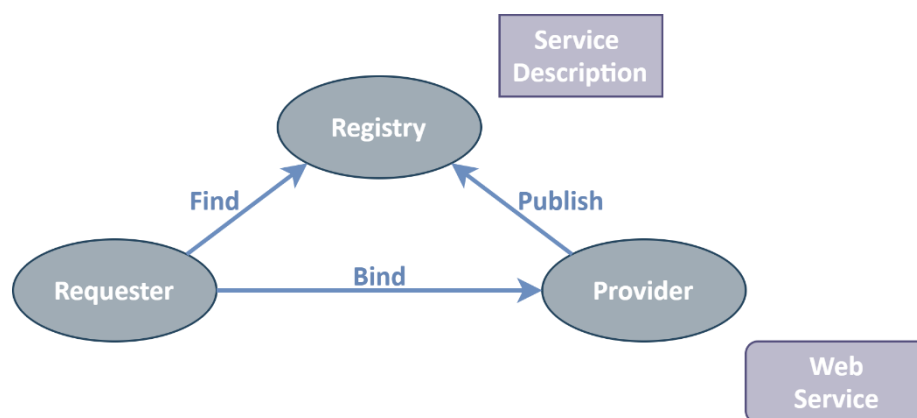 Service
Description
Registry
Find
Publish
Requester
Bind
Provider
Web
Service